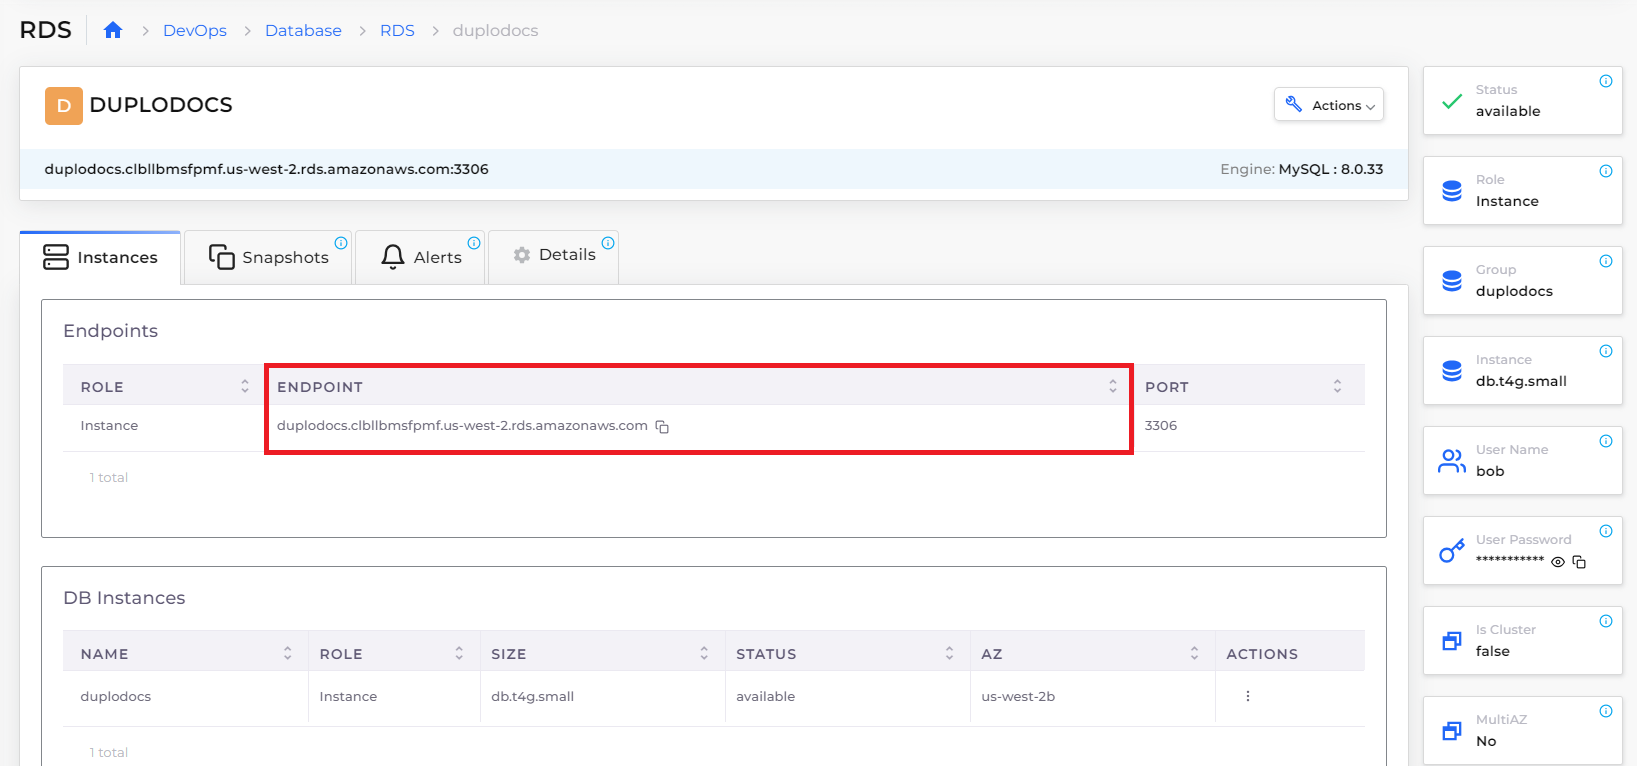 RDS
DevOps > Database > RDS > duplodocs
D DUPLODOCS
Actions
duplodocs.clbllbmsfpmf.us-west-2.rds.amazonaws.com:3306
Engine: MySQL : 8.0.33
Instances
Snapshots
Alerts
Details
Endpoints
ROLE ENDPOINT PORT
Instance duplodocs.clbllbmsfpmf.us-west-2.rds.amazonaws.com 3306
1 total
DB Instances
NAME ROLE SIZE STATUS AZ ACTIONS
duplodocs Instance db.t4g.small available us-west-2b
1 total
Status
available
Role
Instance
Group
duplodocs
Instance
db.t4g.small
User Name
bob
User Password
***********
Is Cluster
false
MultiAZ
No